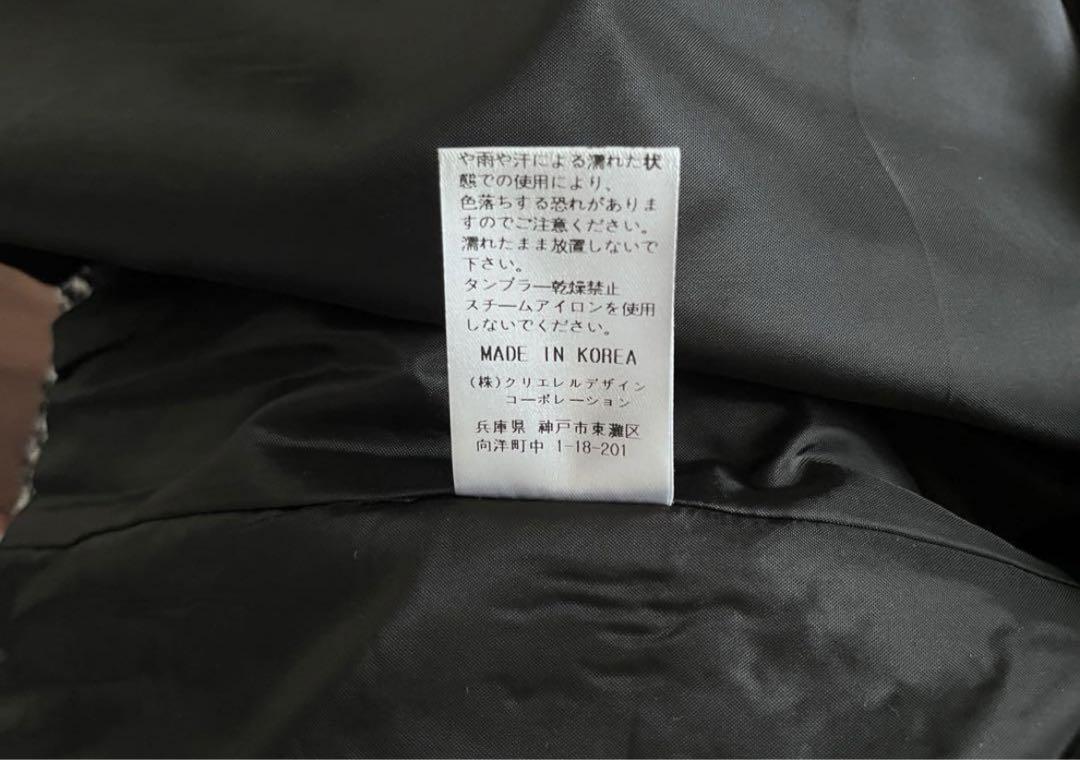 や雨や汗による濡れた状
態での使用により、
色落ちする恐れがありま
すのでご注意ください。
濡れたまま放置しないで
下さい。
タンブラー乾燥禁止
スチームアイロンを使用
しないでください。
MADE IN KOREA
(株)クリエレルデザイン
コーポレーション
兵庫県 神戸市東灘区
向洋町中 1-18-201